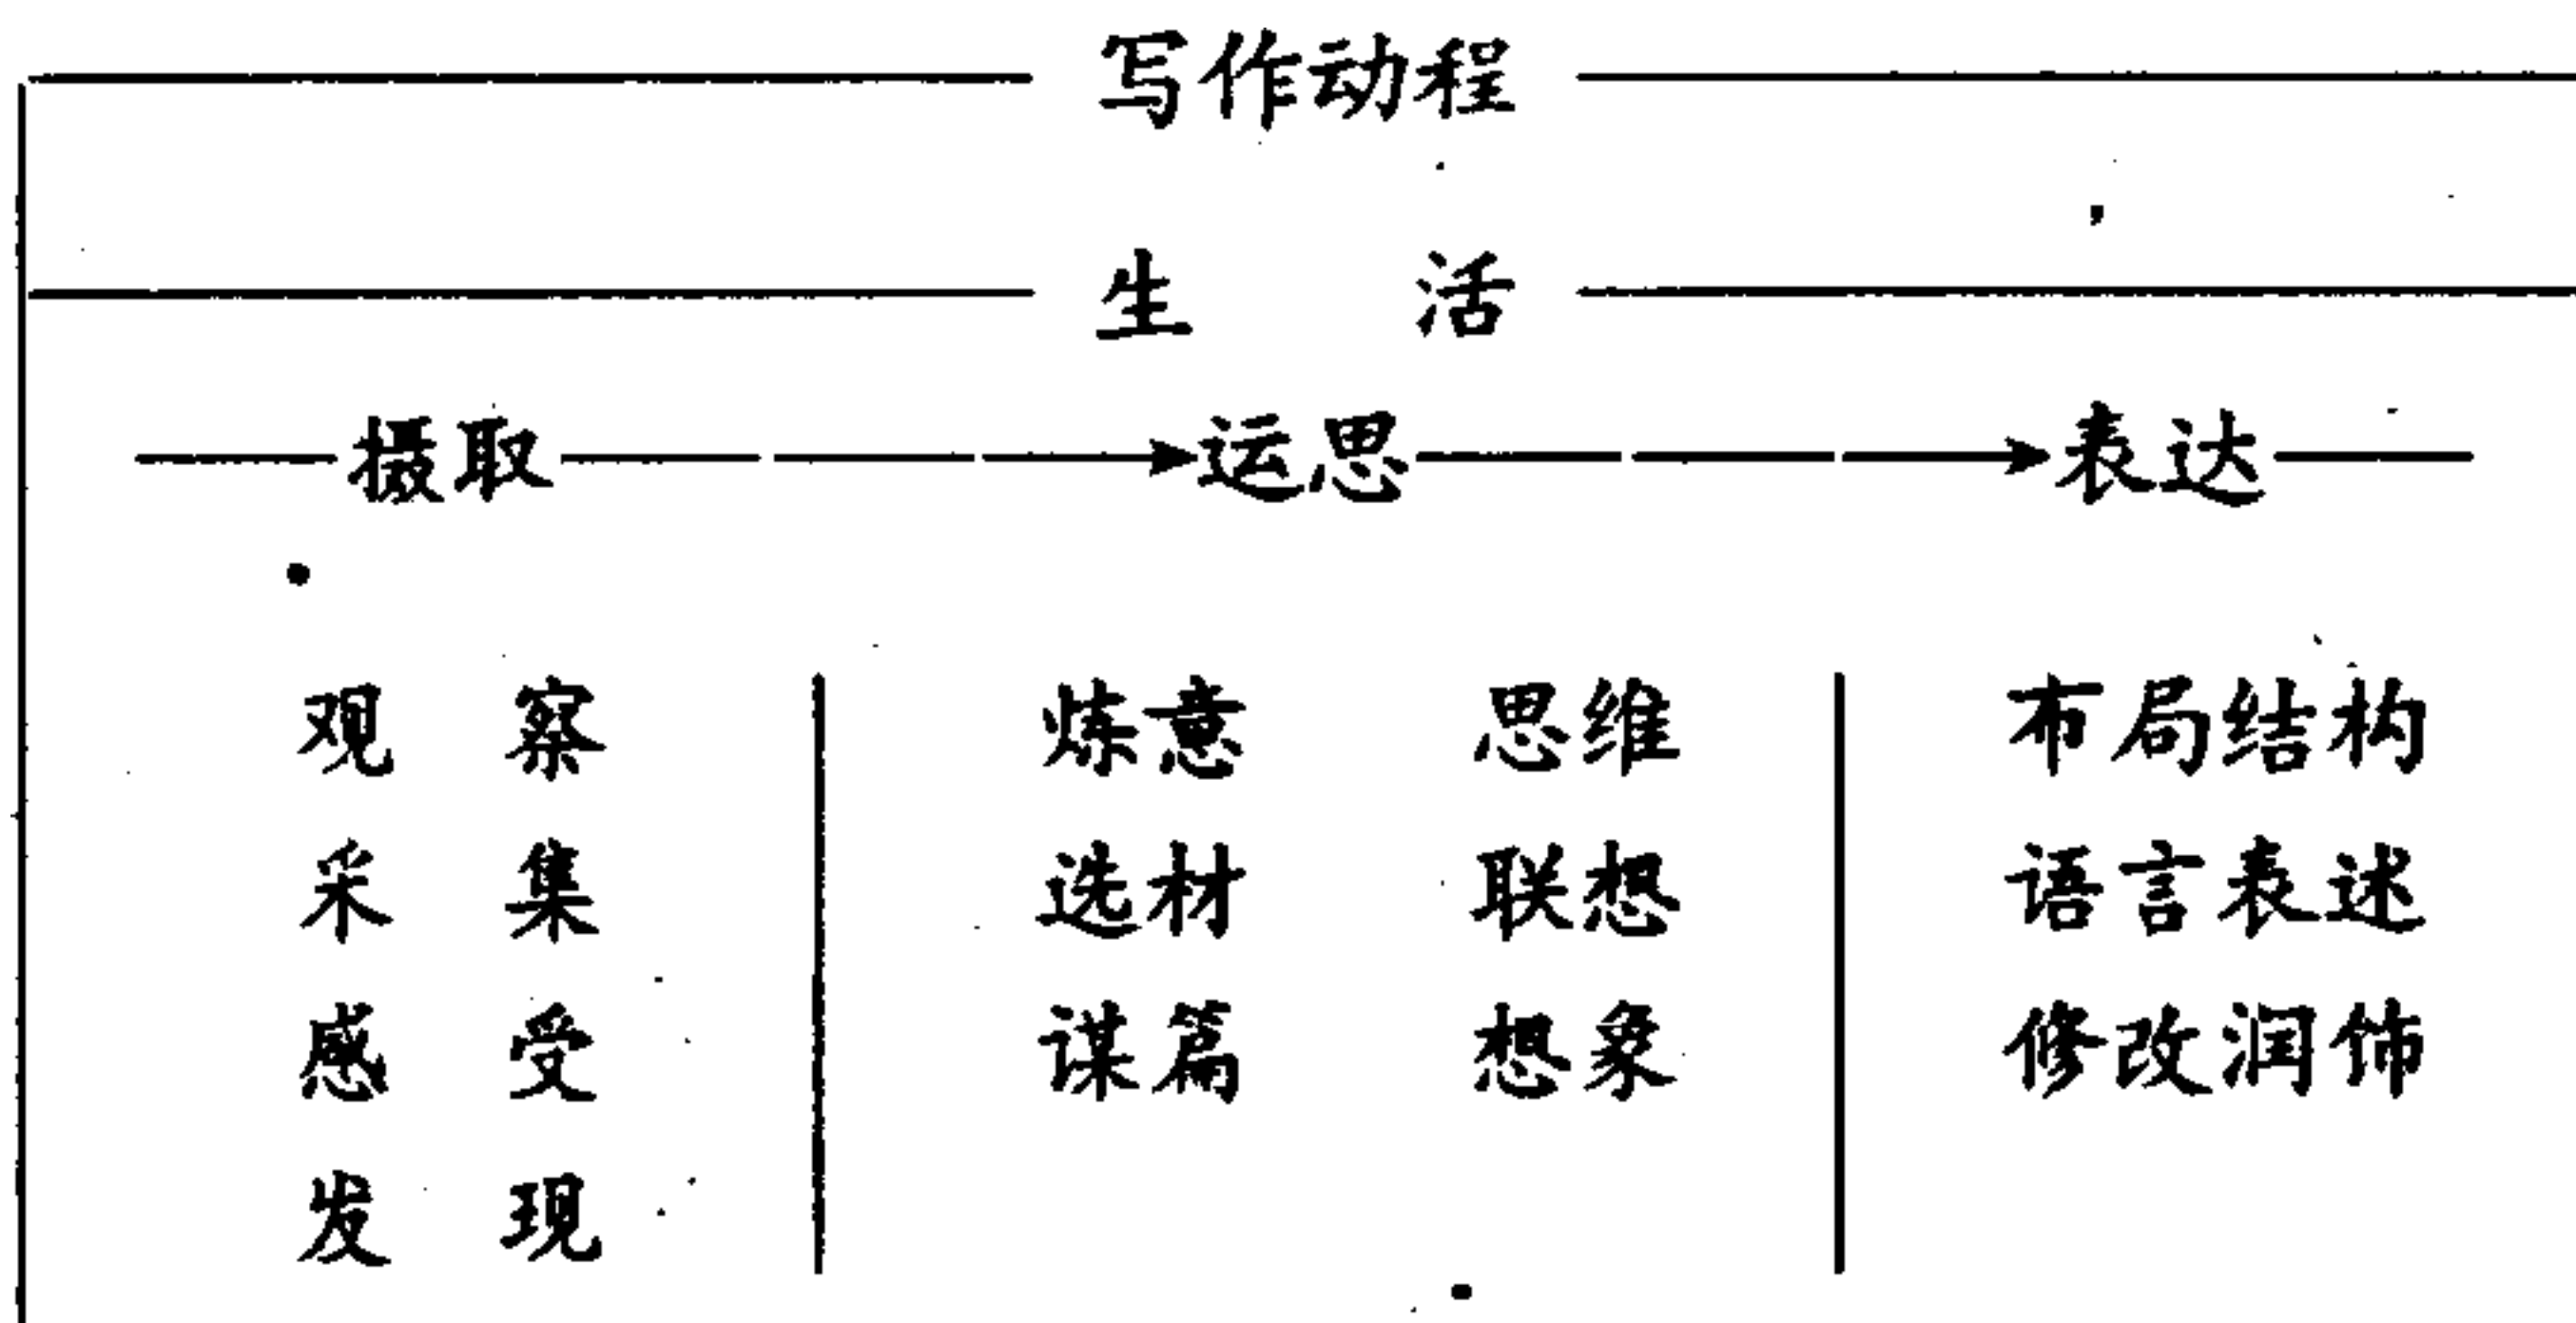 写作动程
生 活
摄取 运思 表达
观 察 炼意 思维 布局结构
采 集 选材 联想 语言表述
感 受 谋篇 想象 修改润饰
发 现